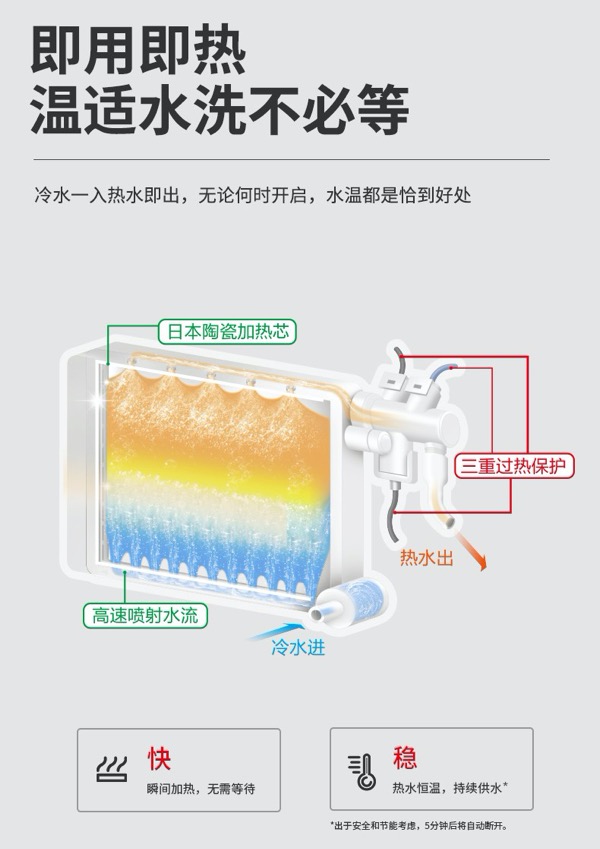 即用即热
温适水洗不必等
冷水一入热水即出，无论何时开启，水温都是恰到好处
日本陶瓷加热芯
三重过热保护
热水出
高速喷射水流
冷水进
快
瞬间加热，无需等待
稳
热水恒温，持续供水*
*出于安全和节能考虑，5分钟后将自动断开。